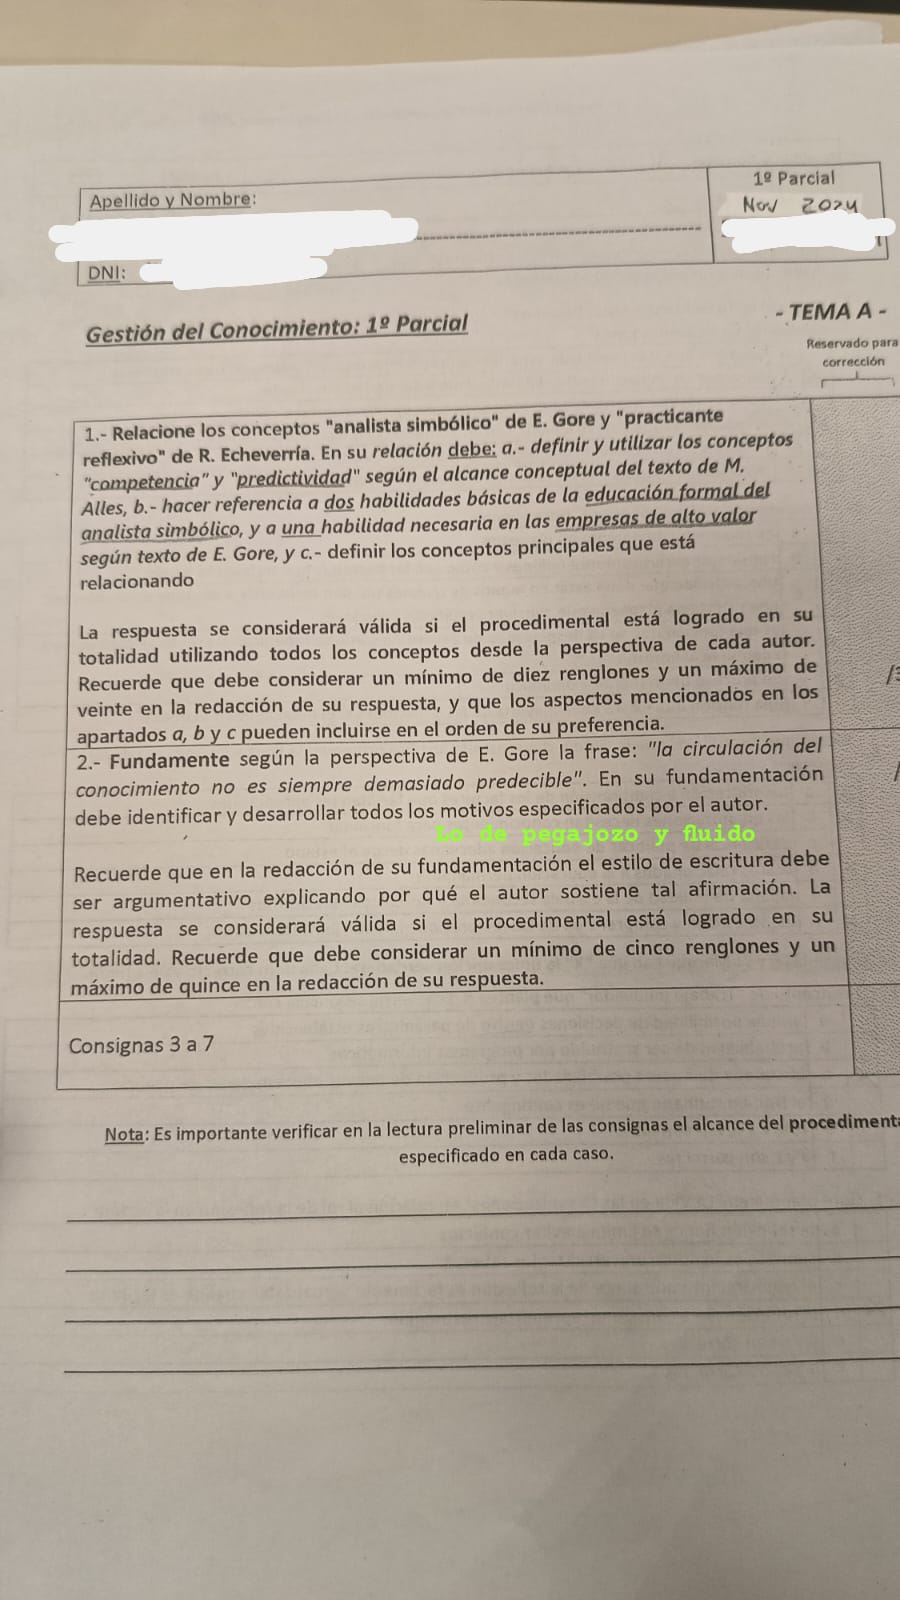 Apellido y Nombre:
1º Parcial
Nov 2024
DNI:
Gestión del Conocimiento: 1º Parcial
- TEMA A -
Reservado para
corrección
1.- Relacione los conceptos "analista simbólico" de E. Gore y "practicante
reflexivo" de R. Echeverría. En su relación debe: a.- definir y utilizar los conceptos
"competencia" y "predictividad" según el alcance conceptual del texto de M.
Alles, b.- hacer referencia a dos habilidades básicas de la educación formal del
analista simbólico, y a una habilidad necesaria en las empresas de alto valor
según texto de E. Gore, y c.- definir los conceptos principales que está
relacionando
La respuesta se considerará válida si el procedimental está logrado en su
totalidad utilizando todos los conceptos desde la perspectiva de cada autor.
Recuerde que debe considerar un mínimo de diez renglones y un máximo de
veinte en la redacción de su respuesta, y que los aspectos mencionados en los
apartados a, b y c pueden incluirse en el orden de su preferencia.
2.- Fundamente según la perspectiva de E. Gore la frase: "la circulación del
conocimiento no es siempre demasiado predecible". En su fundamentación
debe identificar y desarrollar todos los motivos especificados por el autor.
Lo de pegajozo y fluido
Recuerde que en la redacción de su fundamentación el estilo de escritura debe
ser argumentativo explicando por qué el autor sostiene tal afirmación. La
respuesta se considerará válida si el procedimental está logrado en su
totalidad. Recuerde que debe considerar un mínimo de cinco renglones y un
máximo de quince en la redacción de su respuesta.
Consignas 3 a 7
Nota: Es importante verificar en la lectura preliminar de las consignas el alcance del procedimenta
especificado en cada caso.